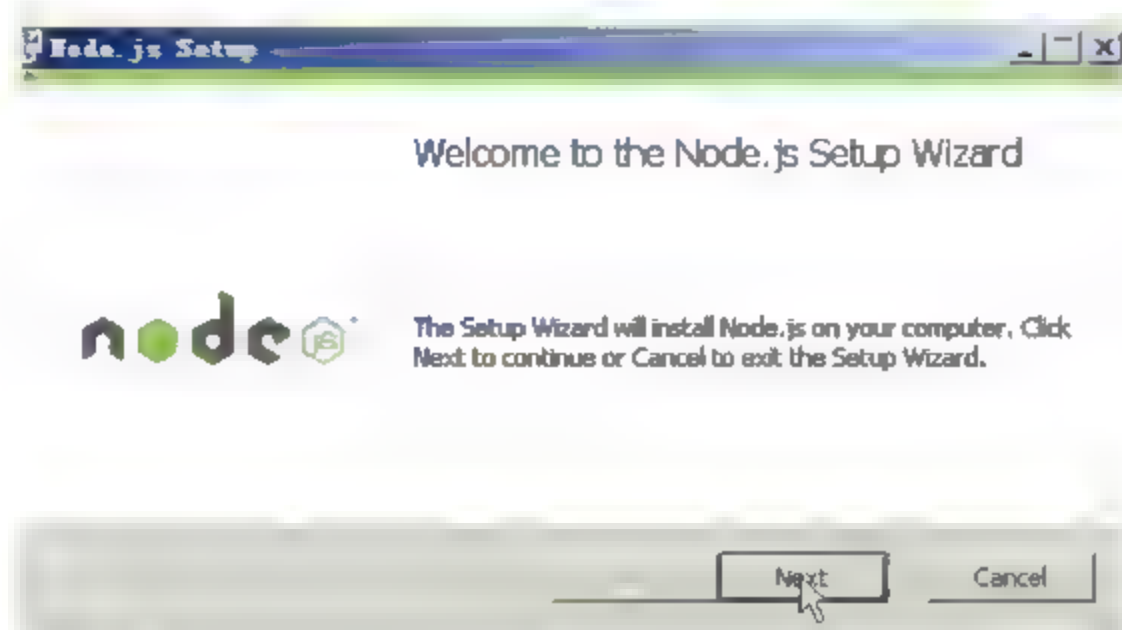 Node.js Setup
Welcome to the Node.js Setup Wizard
node JS
The Setup Wizard will install Node.js on your computer. Click
Next to continue or Cancel to exit the Setup Wizard.
Next Cancel